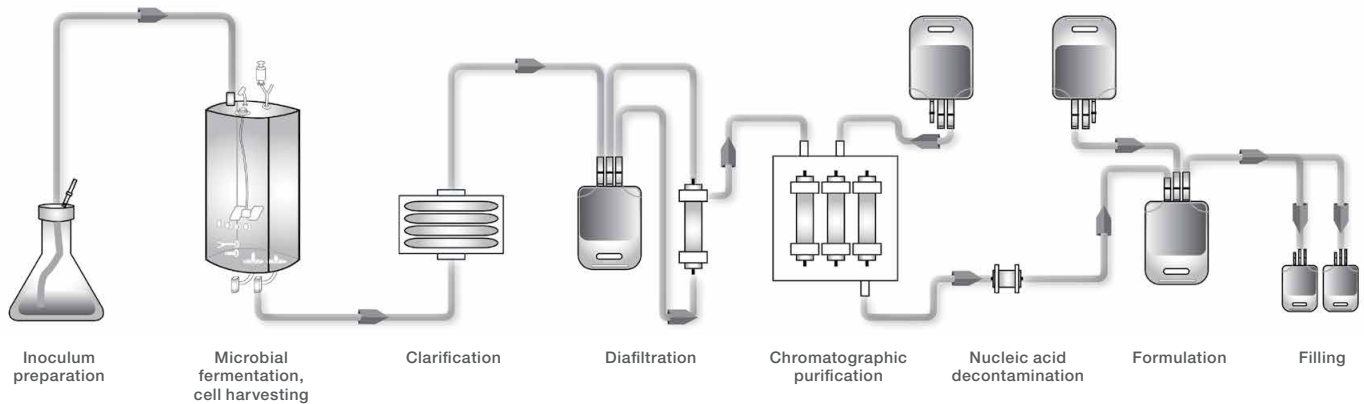 Inoculum
preparation
Microbial
fermentation,
cell harvesting
Clarification
Diafiltration
Chromatographic
purification
Nucleic acid
decontamination
Formulation
Filling